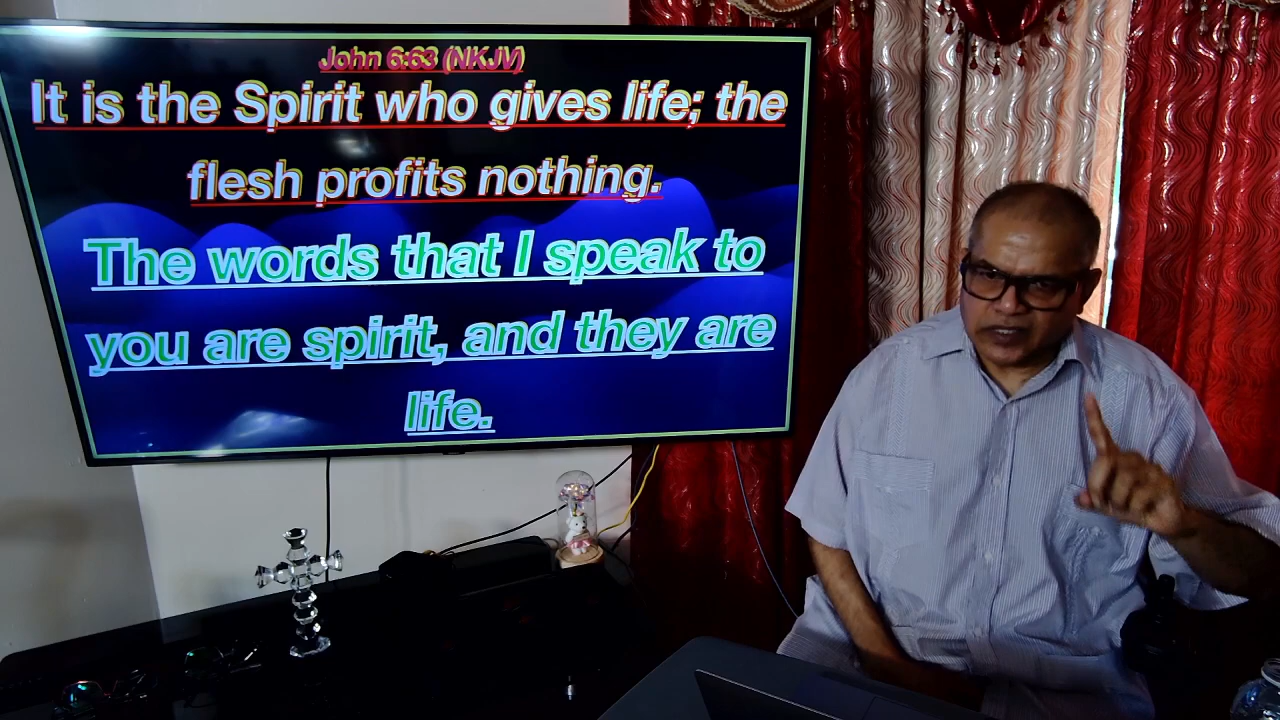 John 6:63 (NKJV)
It is the Spirit who gives life; the
flesh profits nothing.
The words that I speak to
you are spirit, and they are
life.